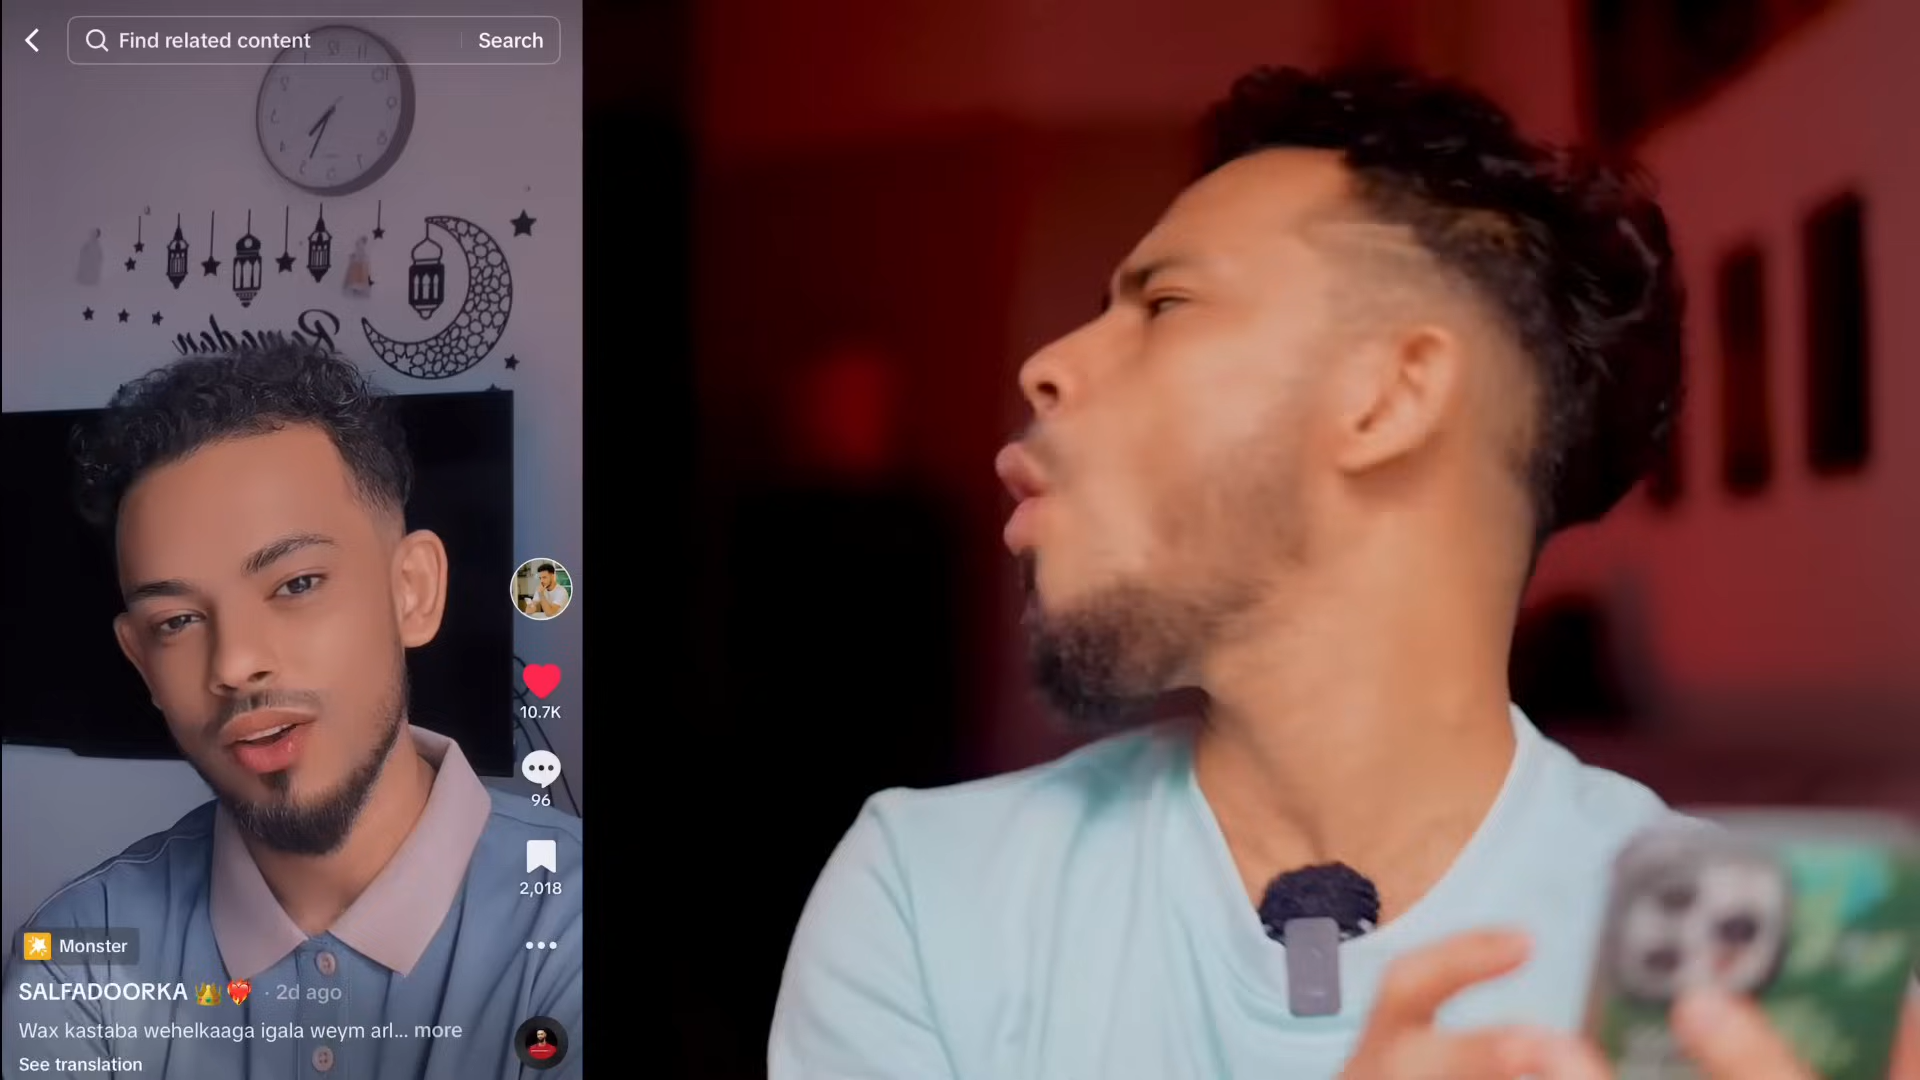 Find related content
Search
Ramadan
10.7K
96
2,018
Monster
SALFADOORKA 👑❤️‍🔥 · 2d ago
Wax kastaba wehelkaaga igala weym arl... more
See translation